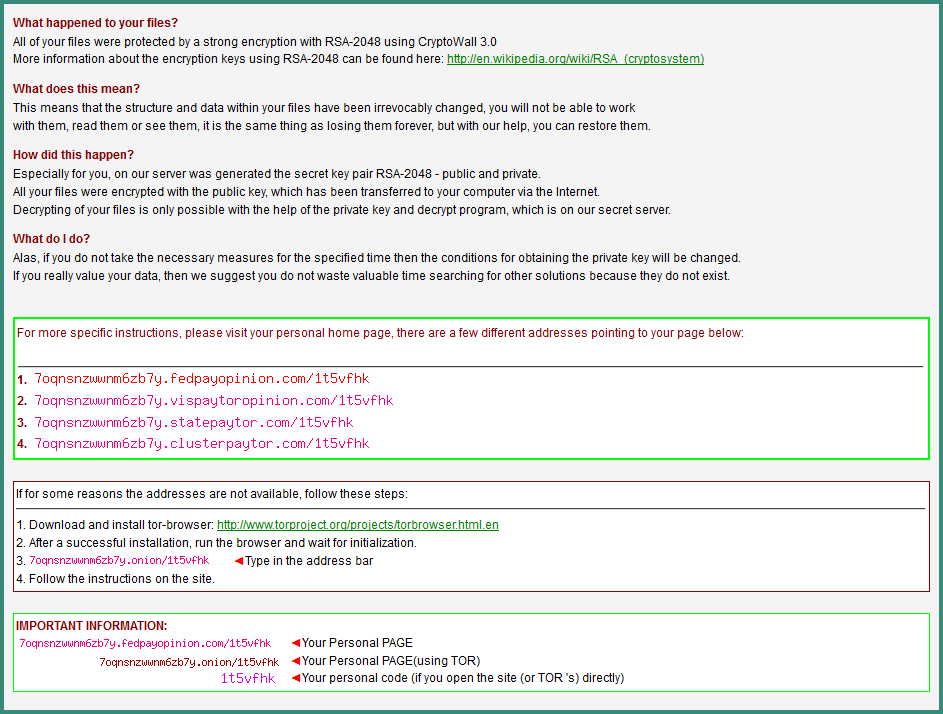 What happened to your files?
All of your files were protected by a strong encryption with RSA-2048 using CryptoWall 3.0
More information about the encryption keys using RSA-2048 can be found here: http://en.wikipedia.org/wiki/RSA_(cryptosystem)
What does this mean?
This means that the structure and data within your files have been irrevocably changed, you will not be able to work
with them, read them or see them, it is the same thing as losing them forever, but with our help, you can restore them.
How did this happen?
Especially for you, on our server was generated the secret key pair RSA-2048 - public and private.
All your files were encrypted with the public key, which has been transferred to your computer via the Internet.
Decrypting of your files is only possible with the help of the private key and decrypt program, which is on our secret server.
What do I do?
Alas, if you do not take the necessary measures for the specified time then the conditions for obtaining the private key will be changed.
If you really value your data, then we suggest you do not waste valuable time searching for other solutions because they do not exist.
For more specific instructions, please visit your personal home page, there are a few different addresses pointing to your page below:
1. 7oqnsnzwwnm6zb7y.fedpayopinion.com/1t5vfhk
2. 7oqnsnzwwnm6zb7y.vispaytoropinion.com/1t5vfhk
3. 7oqnsnzwwnm6zb7y.statepaytor.com/1t5vfhk
4. 7oqnsnzwwnm6zb7y.clusterpaytor.com/1t5vfhk
If for some reasons the addresses are not available, follow these steps:
1. Download and install tor-browser: http://www.torproject.org/projects/torbrowser.html.en
2. After a successful installation, run the browser and wait for initialization.
3. 7oqnsnzwwnm6zb7y.onion/1t5vfhk ◄Type in the address bar
4. Follow the instructions on the site.
IMPORTANT INFORMATION:
7oqnsnzwwnm6zb7y.fedpayopinion.com/1t5vfhk ◄Your Personal PAGE
7oqnsnzwwnm6zb7y.onion/1t5vfhk ◄Your Personal PAGE(using TOR)
1t5vfhk ◄Your personal code (if you open the site (or TOR 's) directly)